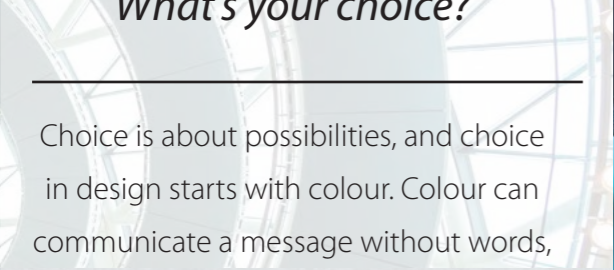 What's your choice?
Choice is about possibilities, and choice
in design starts with colour. Colour can
communicate a message without words,